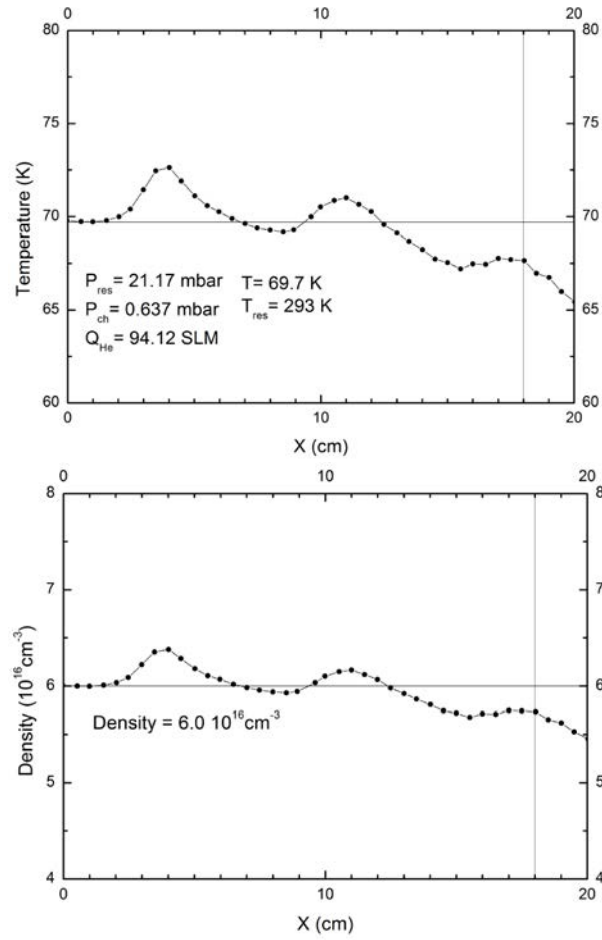 0 10 20
80 80
75 75
70 70
65 65
60 60
Temperature (K)
P_res = 21.17 mbar T= 69.7 K
P_ch = 0.637 mbar T_res = 293 K
Q_He = 94.12 SLM
0 10 20
X (cm)
0 10 20
8 8
7 7
6 6
5 5
4 4
Density (10^16 cm^-3)
Density = 6.0 10^16 cm^-3
0 10 20
X (cm)